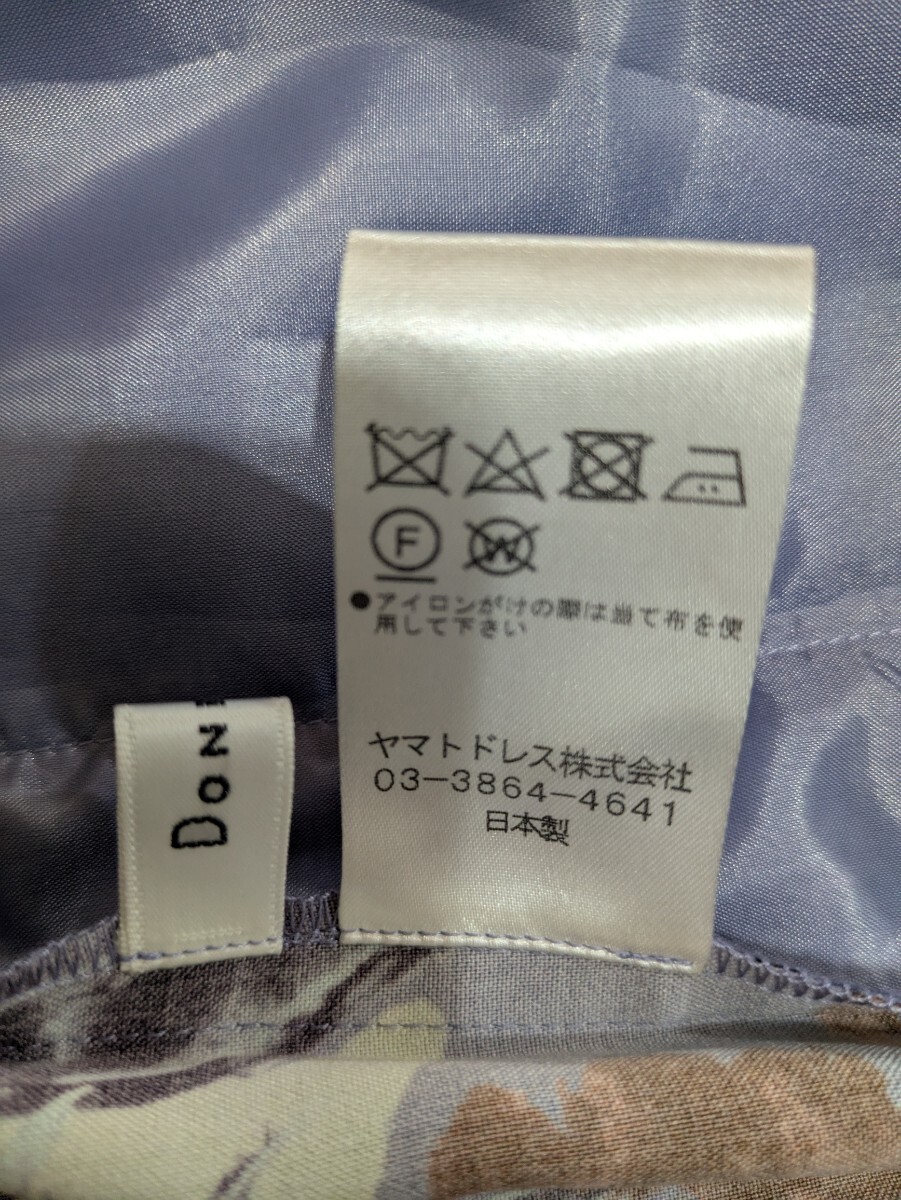 F W
●アイロンがけの際は当て布を使
用して下さい
ヤマトドレス株式会社
03-3864-4641
日本製